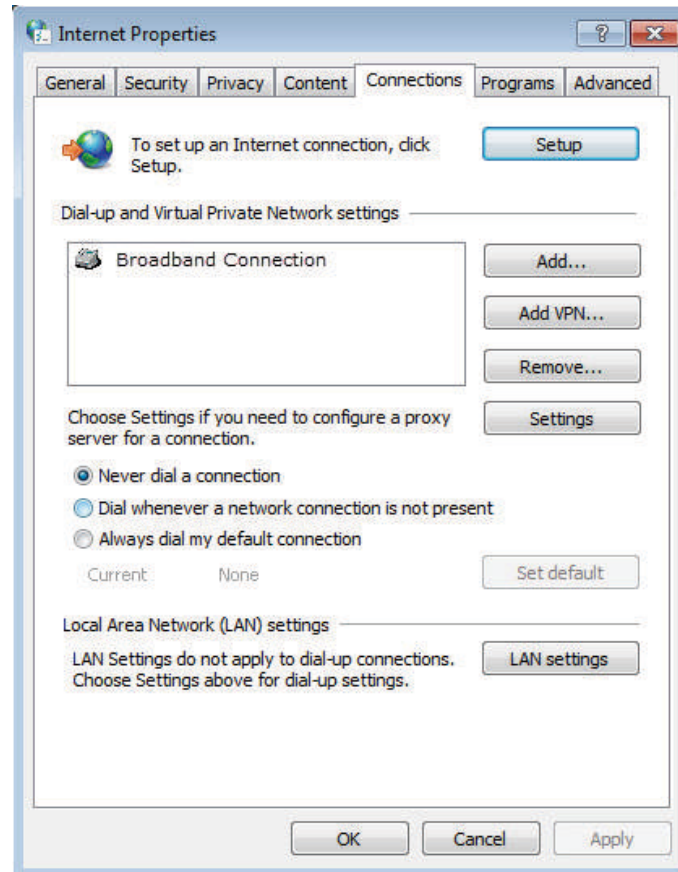 Internet Properties
General Security Privacy Content Connections Programs Advanced
To set up an Internet connection, click
Setup.
Setup
Dial-up and Virtual Private Network settings
Broadband Connection
Add...
Add VPN...
Remove...
Choose Settings if you need to configure a proxy
server for a connection.
Settings
Never dial a connection
Dial whenever a network connection is not present
Always dial my default connection
Current None
Set default
Local Area Network (LAN) settings
LAN Settings do not apply to dial-up connections.
Choose Settings above for dial-up settings.
LAN settings
OK Cancel Apply